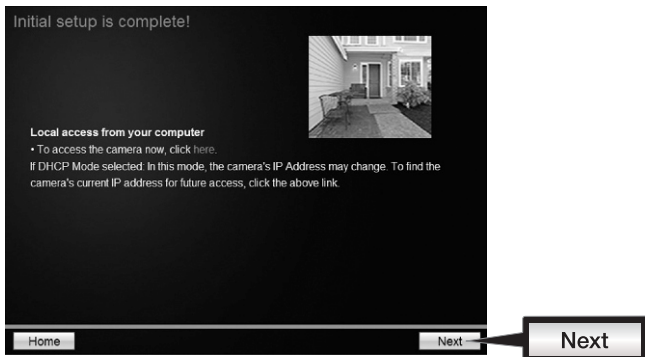 Initial setup is complete!
Local access from your computer
• To access the camera now, click here.
If DHCP Mode selected: In this mode, the camera's IP Address may change. To find the
camera's current IP address for future access, click the above link.
Home
Next
Next